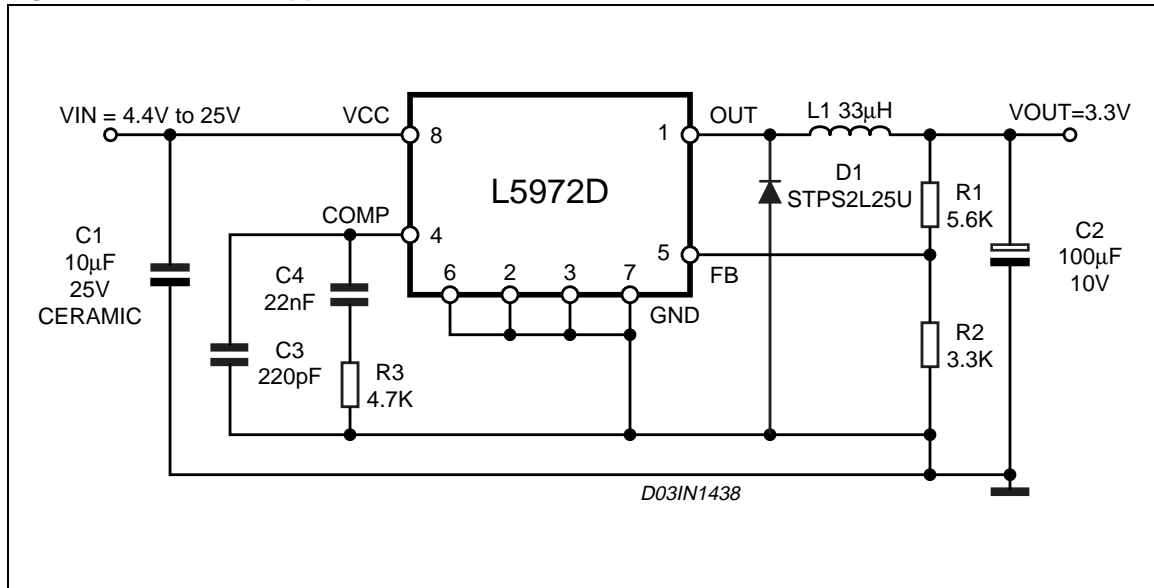 VIN = 4.4V to 25V
VCC
8
L5972D
1
OUT
L1 33µH
VOUT=3.3V
D1
STPS2L25U
R1
5.6K
COMP
4
5
FB
C1
10µF
25V
CERAMIC
C4
22nF
6
2
3
7
GND
C2
100µF
10V
C3
220pF
R3
4.7K
R2
3.3K
D03IN1438